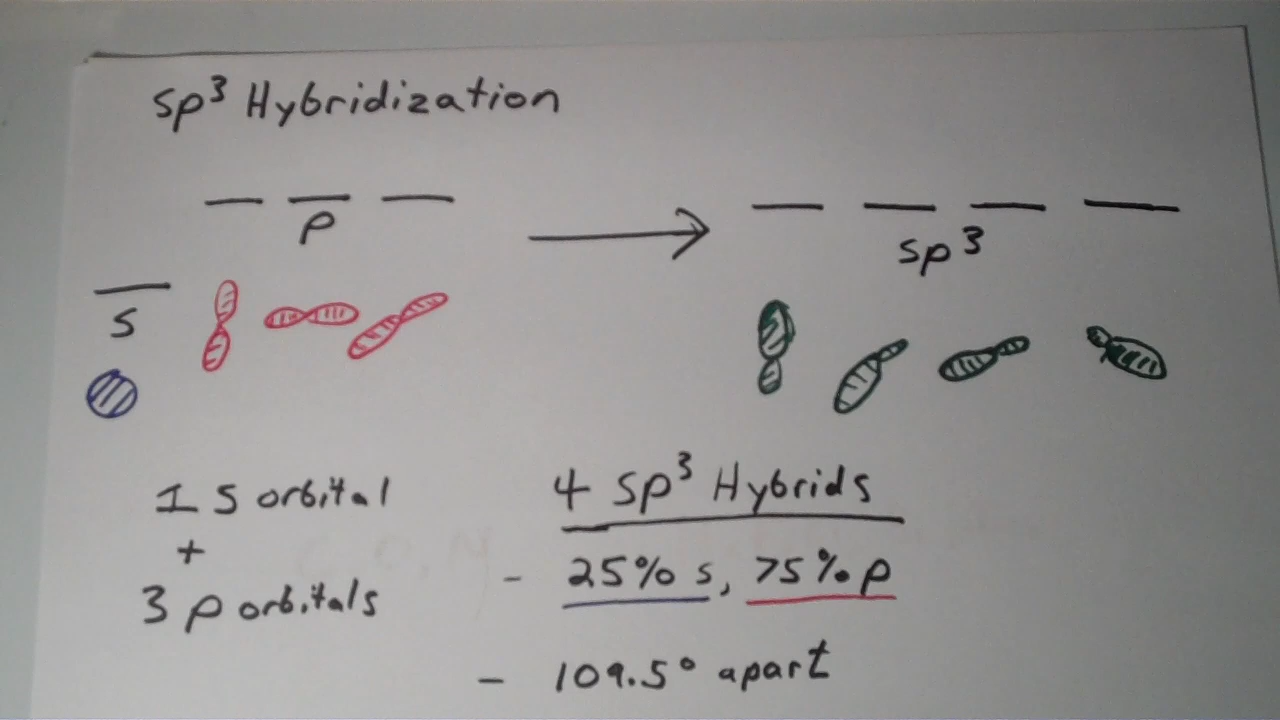 sp³ Hybridization
p
s
sp³
1 s orbital
+
3 p orbitals
4 sp³ Hybrids
- 25% s, 75% p
- 109.5° apart